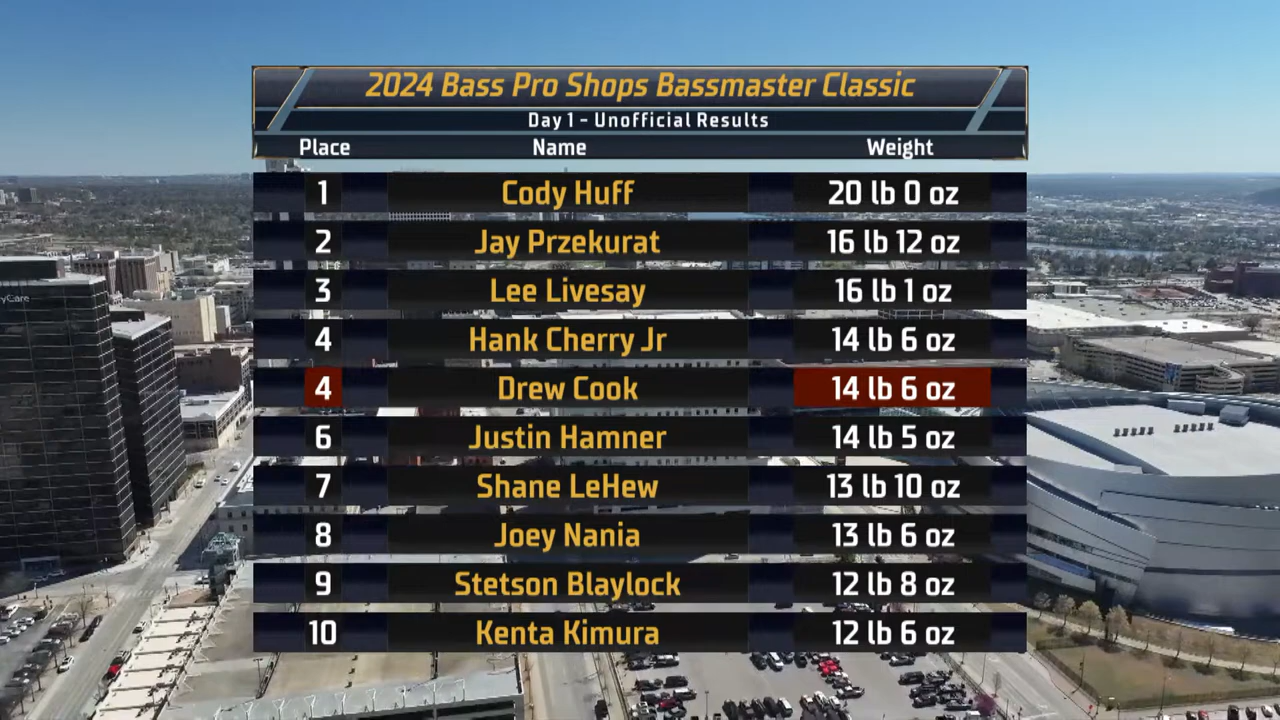 2024 Bass Pro Shops Bassmaster Classic
Day 1 - Unofficial Results
Place Name Weight
1 Cody Huff 20 lb 0 oz
2 Jay Przekurat 16 lb 12 oz
3 Lee Livesay 16 lb 1 oz
4 Hank Cherry Jr 14 lb 6 oz
4 Drew Cook 14 lb 6 oz
6 Justin Hamner 14 lb 5 oz
7 Shane LeHew 13 lb 10 oz
8 Joey Nania 13 lb 6 oz
9 Stetson Blaylock 12 lb 8 oz
10 Kenta Kimura 12 lb 6 oz
yCare